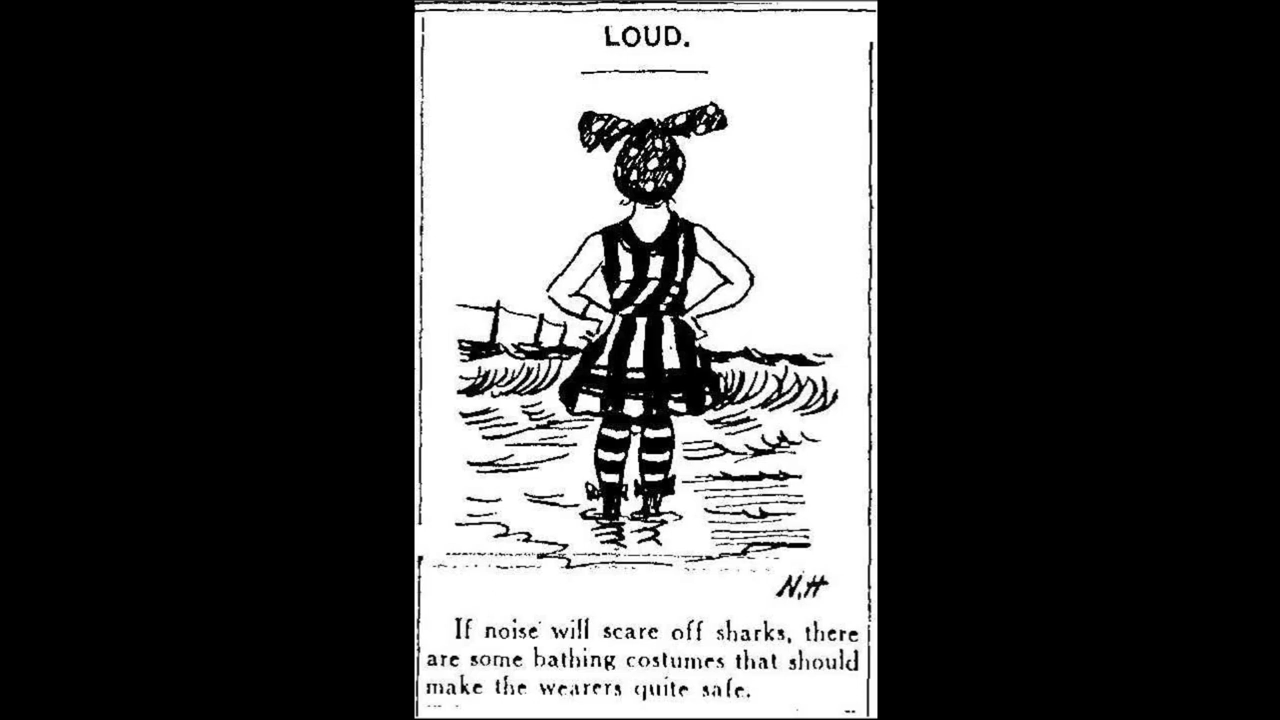 LOUD.
N.H
If noise will scare off sharks, there
are some bathing costumes that should
make the wearers quite safe.